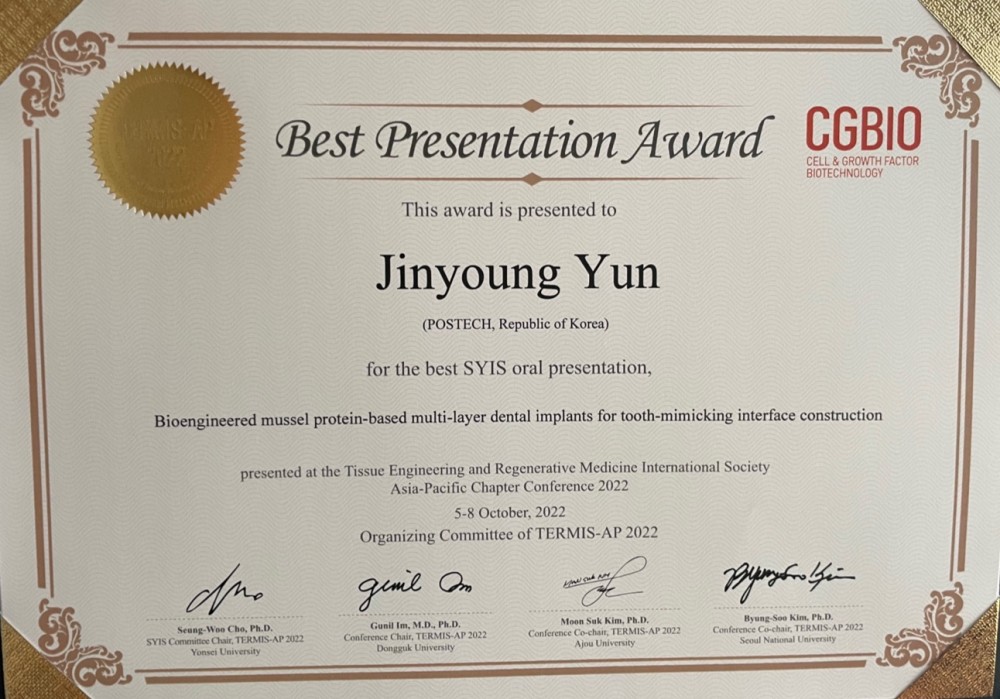 TERMIS-AP
2022
Best Presentation Award
CGBIO
CELL & GROWTH FACTOR
BIOTECHNOLOGY
This award is presented to
Jinyoung Yun
(POSTECH, Republic of Korea)
for the best SYIS oral presentation,
Bioengineered mussel protein-based multi-layer dental implants for tooth-mimicking interface construction
presented at the Tissue Engineering and Regenerative Medicine International Society
Asia-Pacific Chapter Conference 2022
5-8 October, 2022
Organizing Committee of TERMIS-AP 2022
Seung-Woo Cho, Ph.D.
SYIS Committee Chair, TERMIS-AP 2022
Yonsei University
Gunil Im, M.D., Ph.D.
Conference Chair, TERMIS-AP 2022
Dongguk University
Moon Suk Kim, Ph.D.
Conference Co-chair, TERMIS-AP 2022
Ajou University
Byung-Soo Kim, Ph.D.
Conference Co-chair, TERMIS-AP 2022
Seoul National University